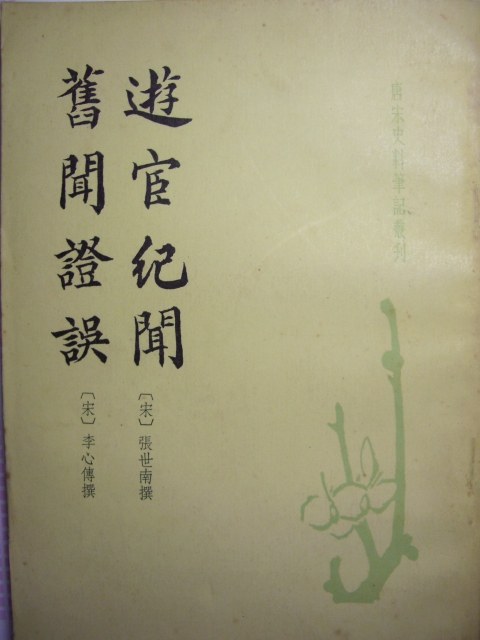 唐宋史料筆記叢刊
遊宦紀聞
〔宋〕張世南撰
舊聞證誤
〔宋〕李心傳撰